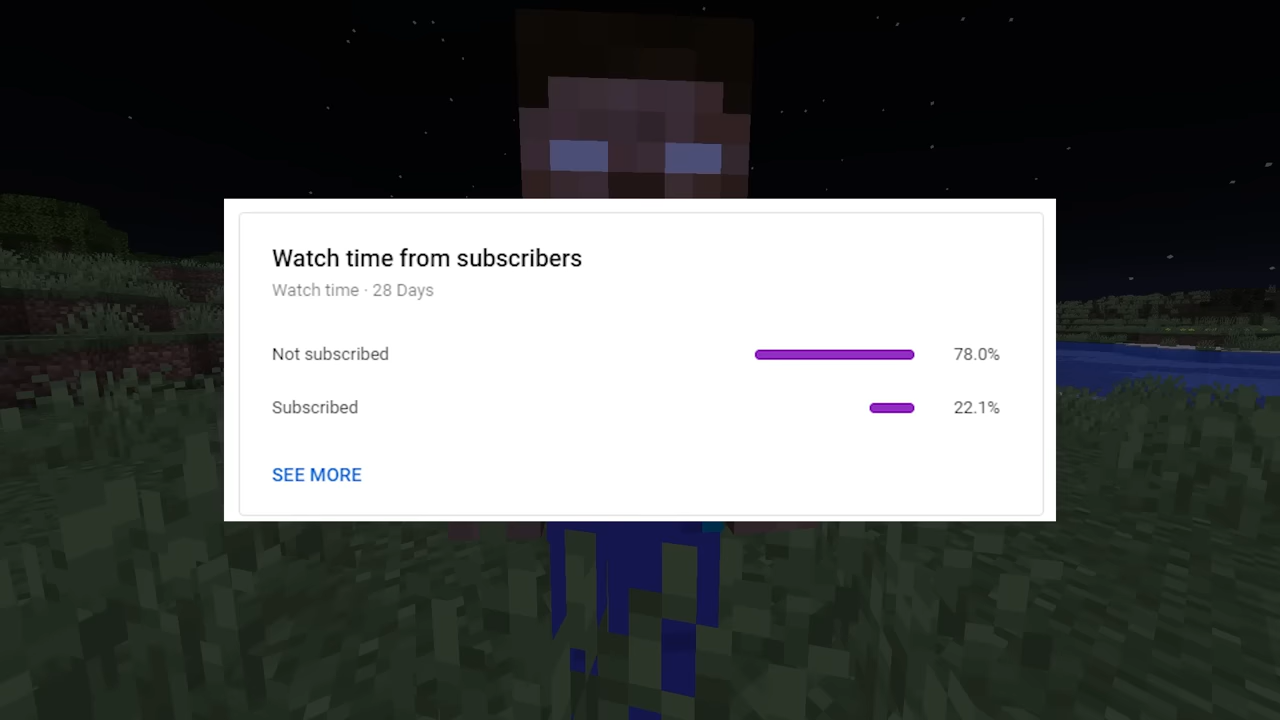 Watch time from subscribers
Watch time · 28 Days
Not subscribed 78.0%
Subscribed 22.1%
SEE MORE